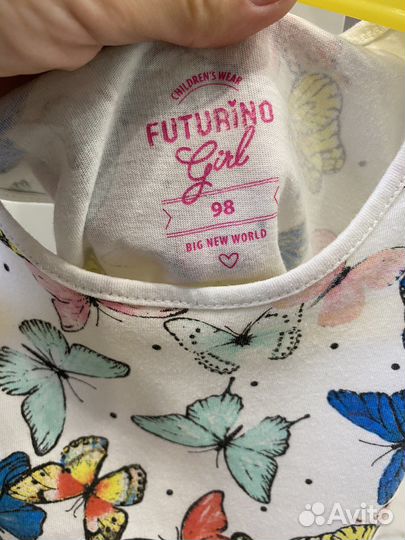 CHILDREN'S WEAR
FUTURINO
Girl
98
BIG NEW WORLD
Avito